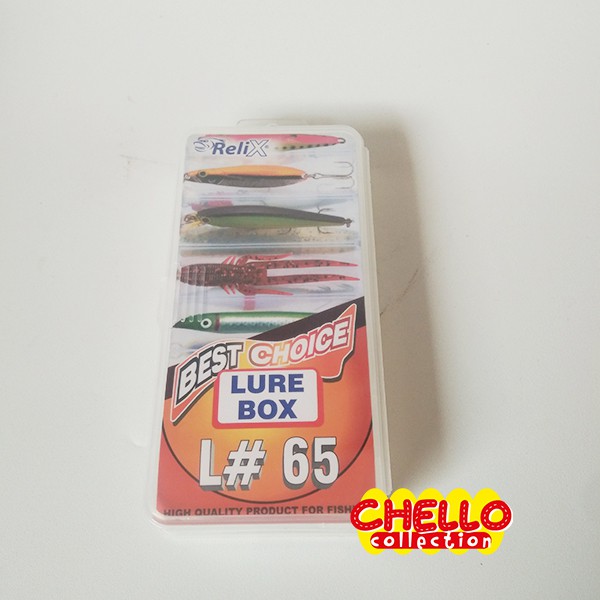 ReliX®
BEST CHOICE
LURE
BOX
L# 65
HIGH QUALITY PRODUCT FOR FISH
CHELLO
collection